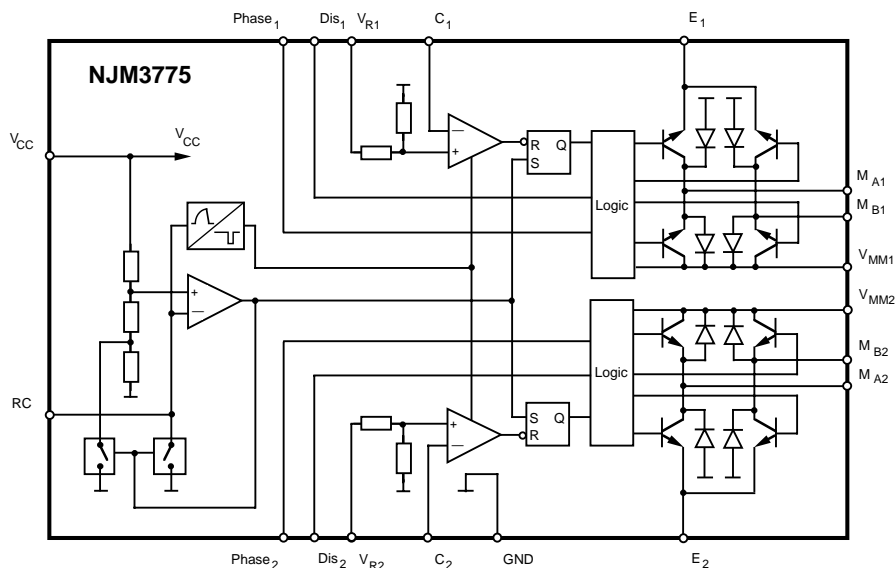 Phase1 Dis1 VR1 C1 E1
NJM3775
VCC VCC
R Q
S
– +
Logic
MA1
MB1
VMM1
VMM2
+ –
Logic
MB2
MA2
RC
S Q
R
+ –
Phase2 Dis2 VR2 C2 GND E2